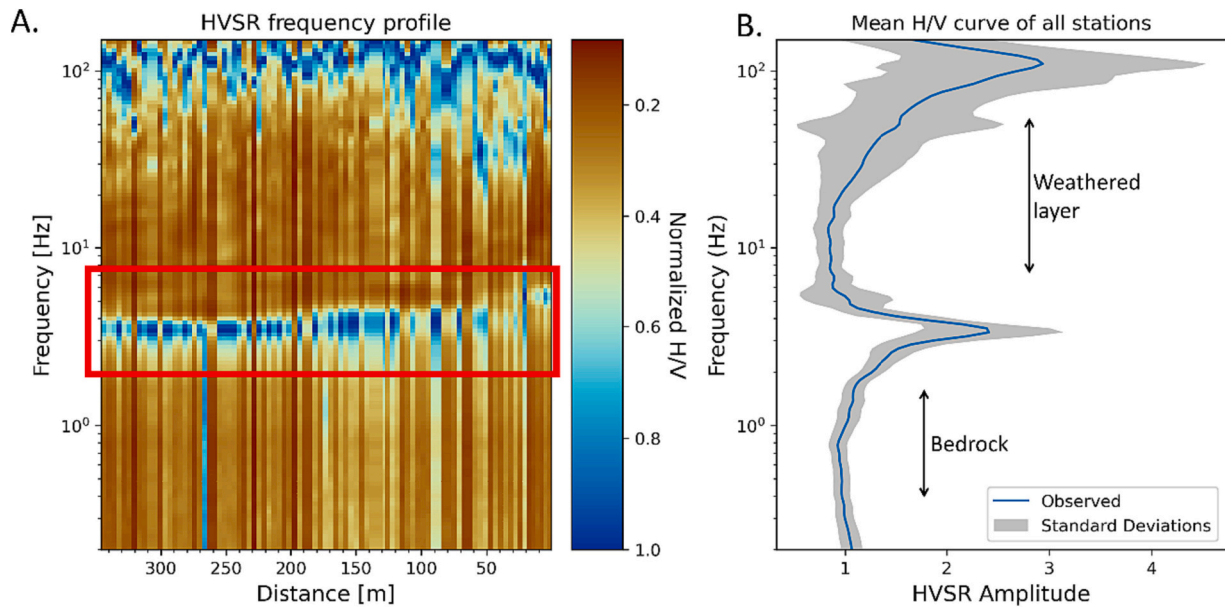 A.
HVSR frequency profile
10²
10¹
10⁰
Frequency [Hz]
300
250
200
150
100
50
Distance [m]
0.2
0.4
0.6
0.8
1.0
Normalized H/V
B.
Mean H/V curve of all stations
10²
10¹
10⁰
Frequency (Hz)
Weathered
layer
Bedrock
Observed
Standard Deviations
1
2
3
4
HVSR Amplitude